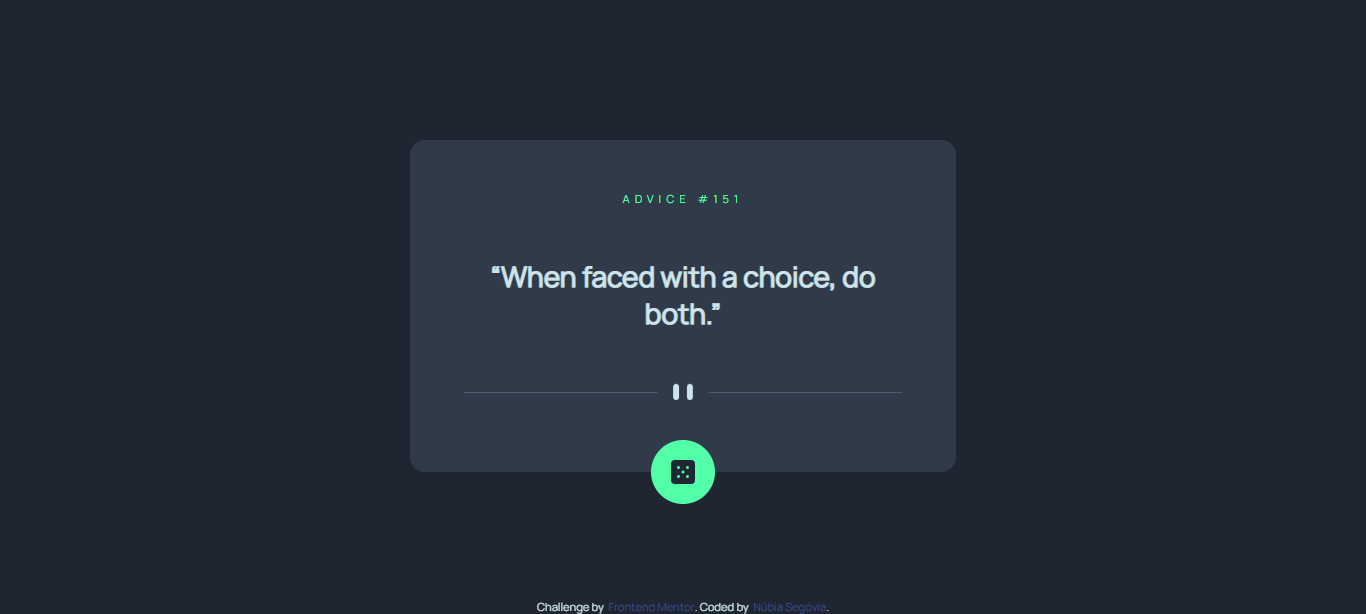 ADVICE #151
“When faced with a choice, do
both.”
Challenge by Frontend Mentor. Coded by Núbia Segóvia.